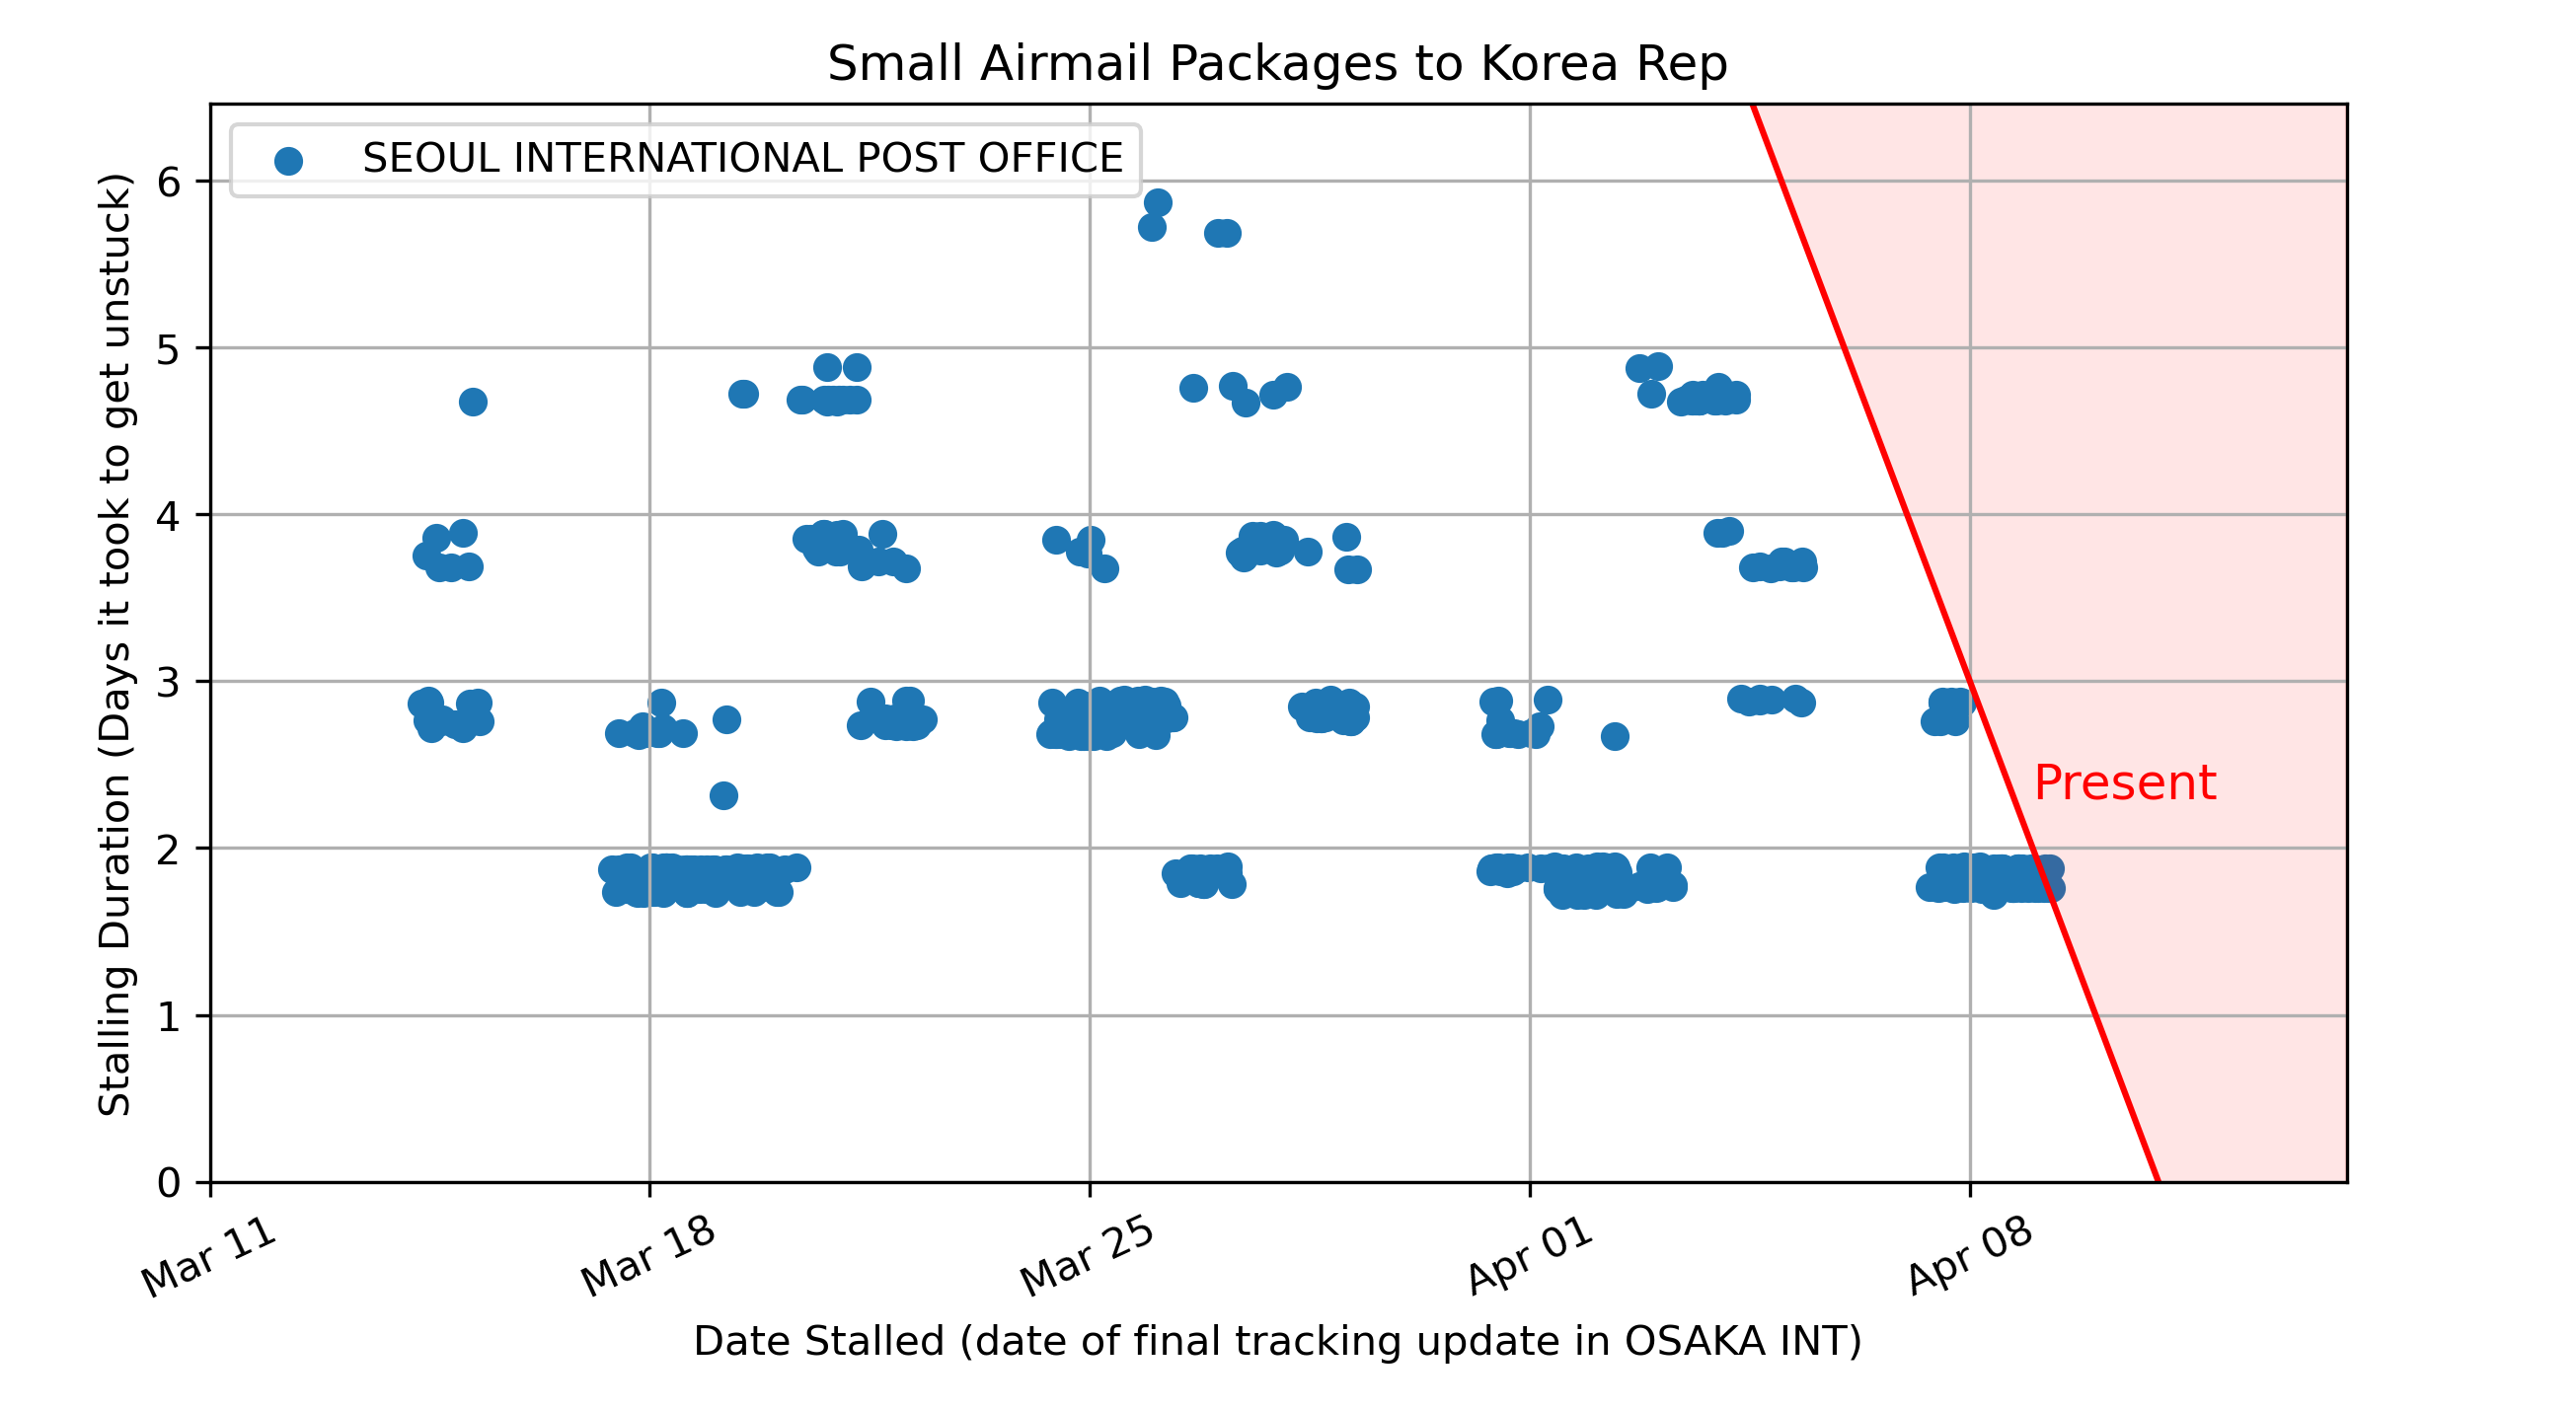 Small Airmail Packages to Korea Rep
SEOUL INTERNATIONAL POST OFFICE
Stalling Duration (Days it took to get unstuck)
6
5
4
3
2
1
0
Present
Mar 11
Mar 18
Mar 25
Apr 01
Apr 08
Date Stalled (date of final tracking update in OSAKA INT)